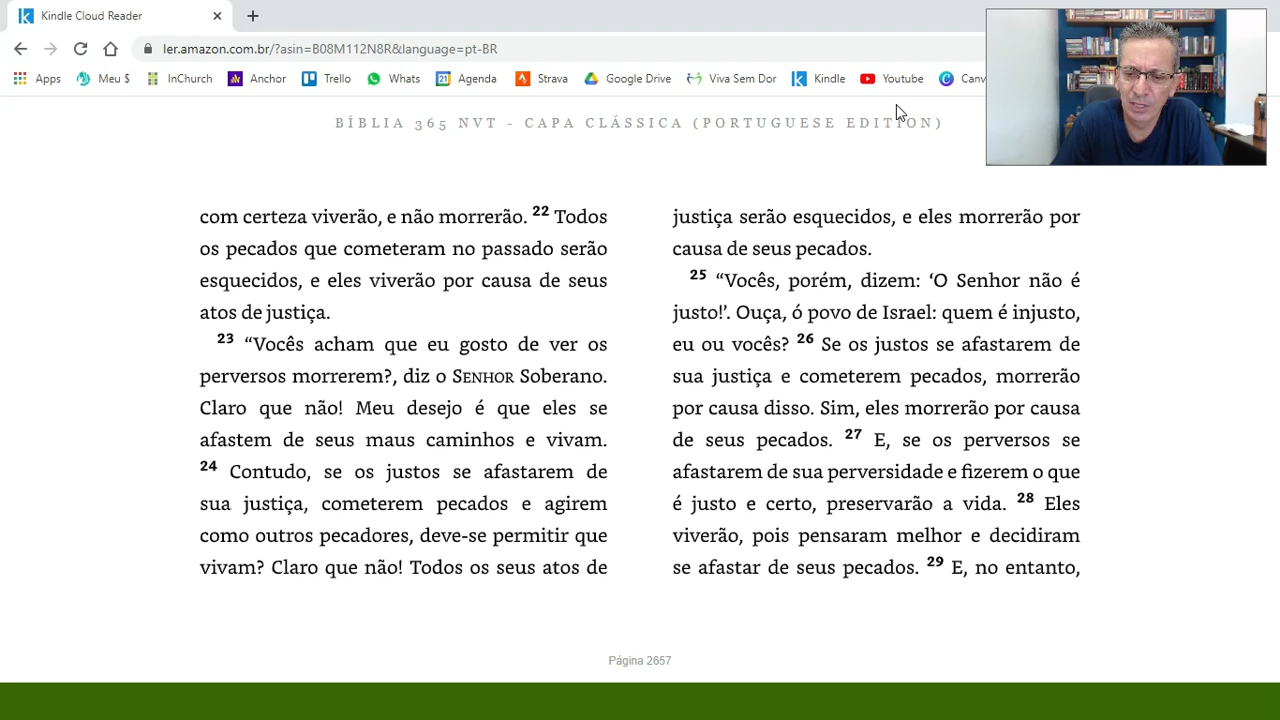 Kindle Cloud Reader
ler.amazon.com.br/?asin=B08M112N8R&language=pt-BR
Apps Meu $ InChurch Anchor Trello Whats Agenda Strava Google Drive Viva Sem Dor Kindle Youtube Canv
BÍBLIA 365 NVT - CAPA CLÁSSICA (PORTUGUESE EDITION)
com certeza viverão, e não morrerão. 22 Todos
os pecados que cometeram no passado serão
esquecidos, e eles viverão por causa de seus
atos de justiça.
23 “Vocês acham que eu gosto de ver os
perversos morrerem?, diz o SENHOR Soberano.
Claro que não! Meu desejo é que eles se
afastem de seus maus caminhos e vivam.
24 Contudo, se os justos se afastarem de
sua justiça, cometerem pecados e agirem
como outros pecadores, deve-se permitir que
vivam? Claro que não! Todos os seus atos de
justiça serão esquecidos, e eles morrerão por
causa de seus pecados.
25 “Vocês, porém, dizem: ‘O Senhor não é
justo!’. Ouça, ó povo de Israel: quem é injusto,
eu ou vocês? 26 Se os justos se afastarem de
sua justiça e cometerem pecados, morrerão
por causa disso. Sim, eles morrerão por causa
de seus pecados. 27 E, se os perversos se
afastarem de sua perversidade e fizerem o que
é justo e certo, preservarão a vida. 28 Eles
viverão, pois pensaram melhor e decidiram
se afastar de seus pecados. 29 E, no entanto,
Página 2657